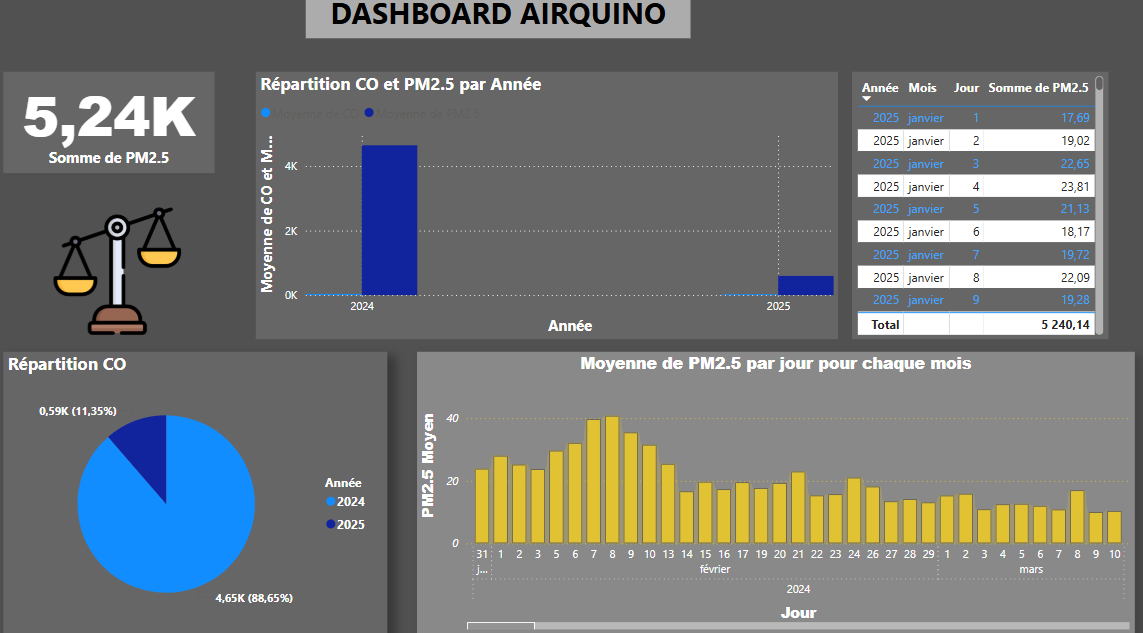 DASHBOARD AIRQUINO
5,24K
Somme de PM2.5
Répartition CO et PM2.5 par Année
Moyenne de CO Moyenne de PM2.5
Moyenne de CO et M...
4K
2K
0K
2024 2025
Année
Année Mois Jour Somme de PM2.5
2025 janvier 1 17,69
2025 janvier 2 19,02
2025 janvier 3 22,65
2025 janvier 4 23,81
2025 janvier 5 21,13
2025 janvier 6 18,17
2025 janvier 7 19,72
2025 janvier 8 22,09
2025 janvier 9 19,28
Total 5 240,14
Répartition CO
0,59K (11,35%)
4,65K (88,65%)
Année
2024
2025
Moyenne de PM2.5 par jour pour chaque mois
PM2.5 Moyen
40
20
0
31 1 2 3 5 6 7 8 9 10 13 14 15 16 17 19 20 21 22 23 24 26 27 28 29 1 2 3 4 5 6 7 8 9 10
j... février mars
2024
Jour